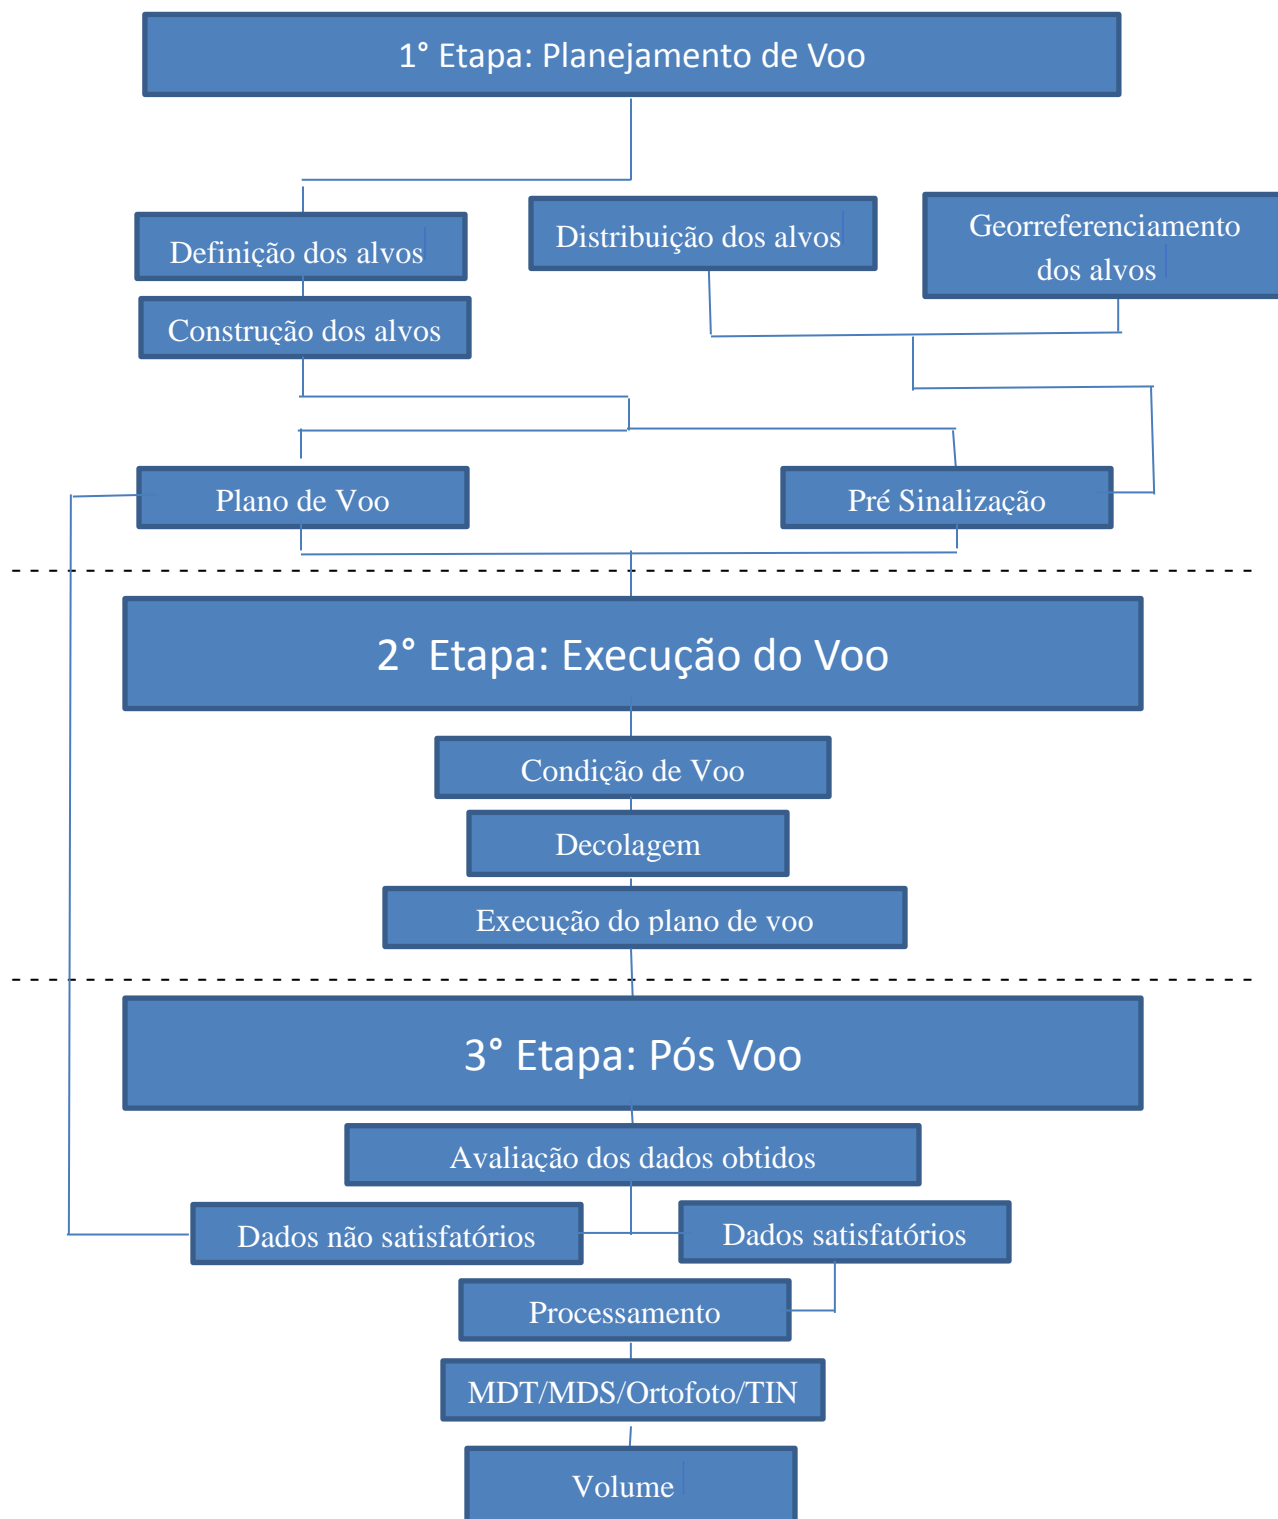 1° Etapa: Planejamento de Voo
Definição dos alvos
Distribuição dos alvos
Georreferenciamento
dos alvos
Construção dos alvos
Plano de Voo
Pré Sinalização
2° Etapa: Execução do Voo
Condição de Voo
Decolagem
Execução do plano de voo
3° Etapa: Pós Voo
Avaliação dos dados obtidos
Dados não satisfatórios
Dados satisfatórios
Processamento
MDT/MDS/Ortofoto/TIN
Volume